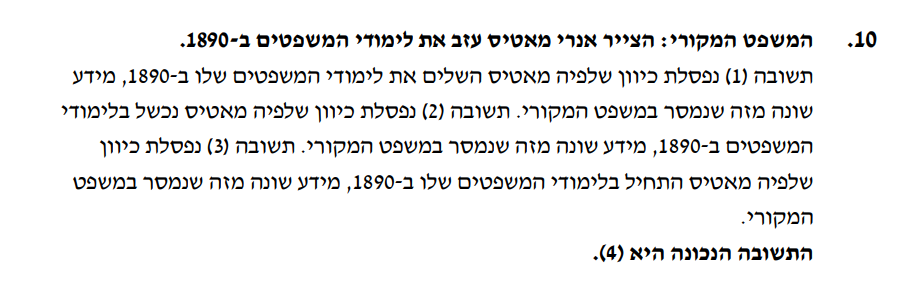 10. המשפט המקורי: הצייר אנרי מאטיס עזב את לימודי המשפטים ב-1890.
תשובה (1) נפסלת כיוון שלפיה מאטיס השלים את לימודי המשפטים שלו ב-1890, מידע
שונה מזה שנמסר במשפט המקורי. תשובה (2) נפסלת כיוון שלפיה מאטיס נכשל בלימודי
המשפטים ב-1890, מידע שונה מזה שנמסר במשפט המקורי. תשובה (3) נפסלת כיוון
שלפיה מאטיס התחיל בלימודי המשפטים שלו ב-1890, מידע שונה מזה שנמסר במשפט
המקורי.
התשובה הנכונה היא (4).